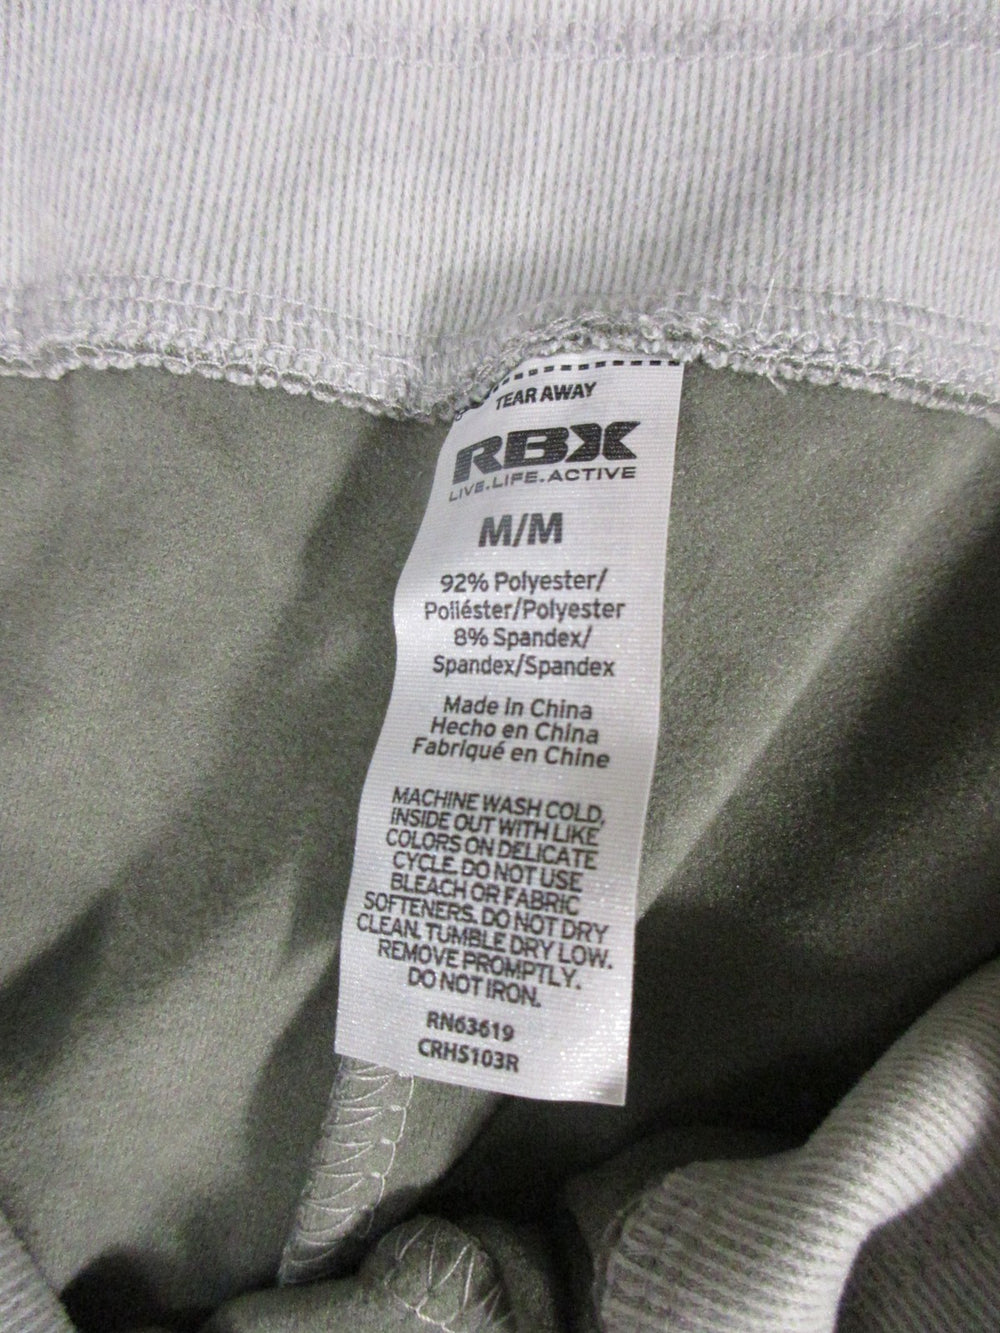 TEAR AWAY
RBX
LIVE.LIFE.ACTIVE
M/M
92% Polyester/
Poliéster/Polyester
8% Spandex/
Spandex/Spandex
Made in China
Hecho en China
Fabriqué en Chine
MACHINE WASH COLD,
INSIDE OUT WITH LIKE
COLORS ON DELICATE
CYCLE. DO NOT USE
BLEACH OR FABRIC
SOFTENERS. DO NOT DRY
CLEAN. TUMBLE DRY LOW.
REMOVE PROMPTLY.
DO NOT IRON.
RN63619
CRHS103R